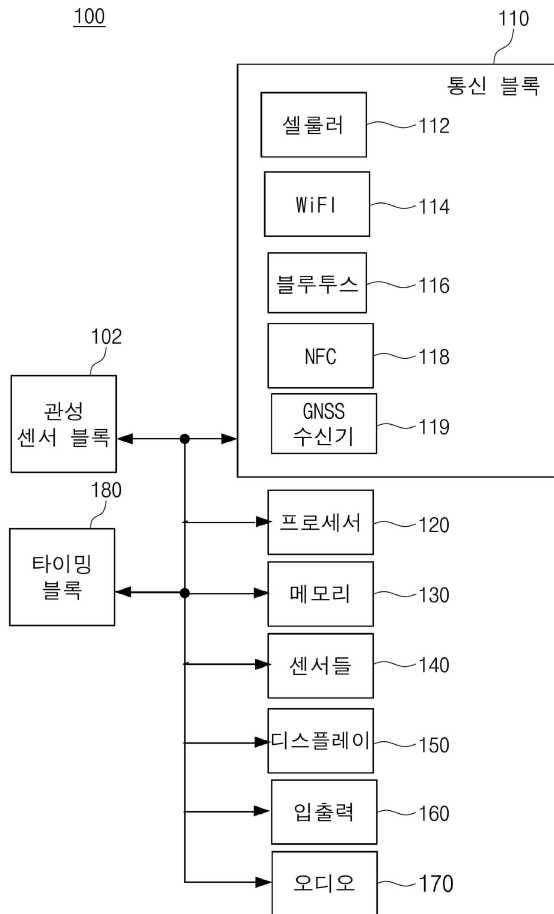 100
110
통신 블록
셀룰러
112
WiFI
114
블루투스
116
NFC
118
GNSS
수신기
119
102
관성
센서 블록
180
타이밍
블록
프로세서
120
메모리
130
센서들
140
디스플레이
150
입출력
160
오디오
170